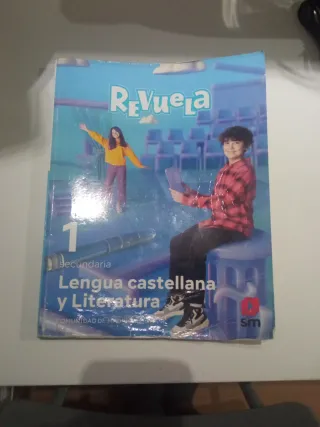 REVUELA
1
secundaria
Lengua castellana
y Literatura
sm